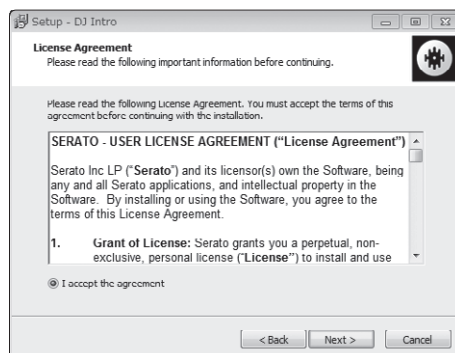 Setup - DJ Intro
License Agreement
Please read the following important information before continuing.
Please read the following License Agreement. You must accept the terms of this
agreement before continuing with the installation.
SERATO - USER LICENSE AGREEMENT ("License Agreement")
Serato Inc LP ("Serato") and its licensor(s) own the Software, being
any and all Serato applications, and intellectual property in the
Software. By installing or using the Software, you agree to the
terms of this License Agreement.
1. Grant of License: Serato grants you a perpetual, non-
exclusive, personal license ("License") to install and use
I accept the agreement
< Back Next > Cancel